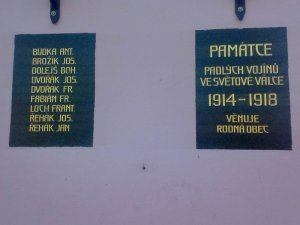 BUDKA ANT.
BROŽÍK JOS.
DOLEJŠ BOH.
DVOŘÁK JOS.
DVOŘÁK FR.
FABIÁN FR.
LOCH FRANT.
ŘEHÁK JOS.
ŘEHÁK JAN
PAMÁTCE
PADLÝCH VOJÍNŮ
VE SVĚTOVÉ VÁLCE
1914-1918
VĚNUJE
RODNÁ OBEC